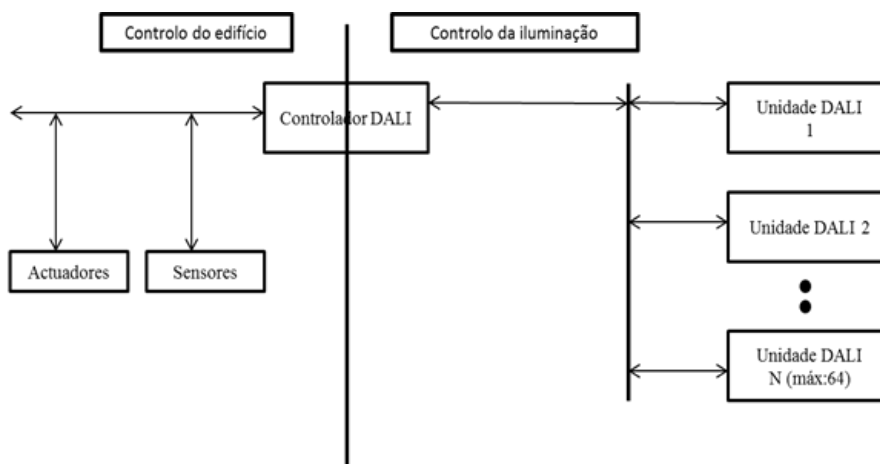 Controlo do edifício
Controlo da iluminação
Controlador DALI
Unidade DALI
1
Unidade DALI 2
Actuadores
Sensores
Unidade DALI
N (máx:64)